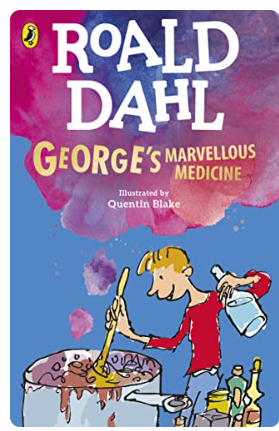 ROALD
DAHL
GEORGE'S MARVELLOUS
MEDICINE
Illustrated by
Quentin Blake